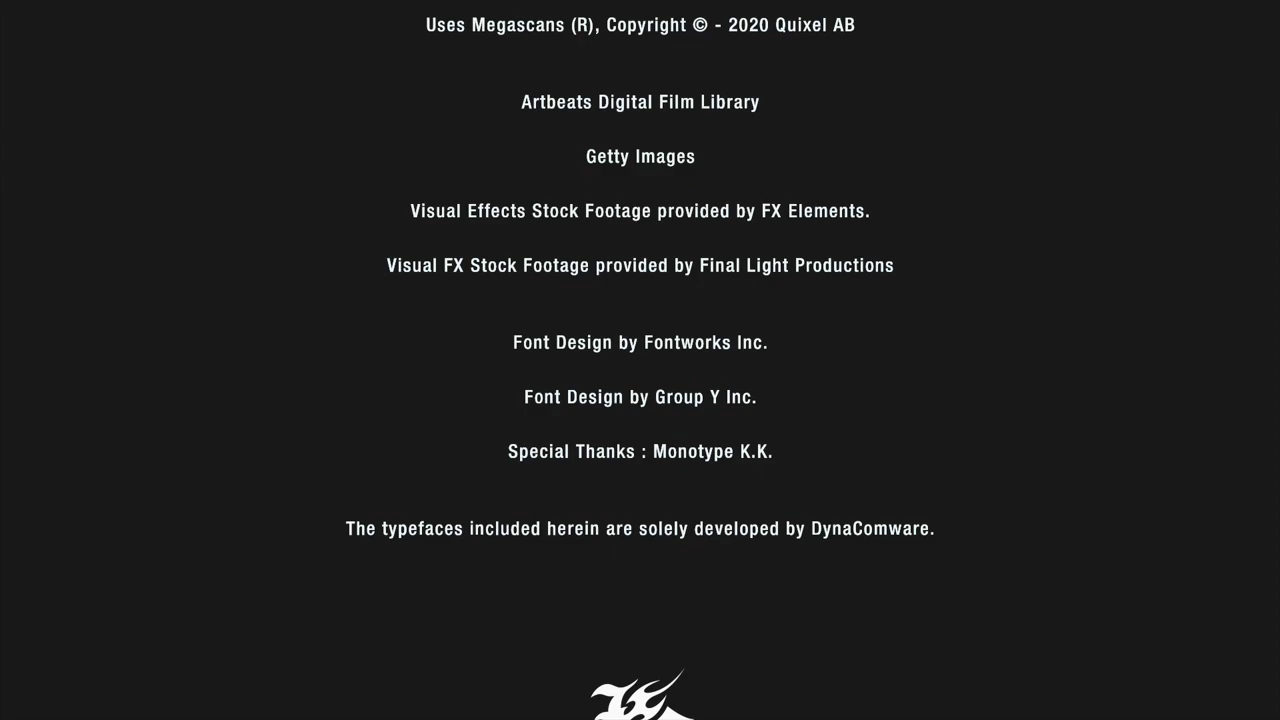 Uses Megascans (R), Copyright © - 2020 Quixel AB
Artbeats Digital Film Library
Getty Images
Visual Effects Stock Footage provided by FX Elements.
Visual FX Stock Footage provided by Final Light Productions
Font Design by Fontworks Inc.
Font Design by Group Y Inc.
Special Thanks : Monotype K.K.
The typefaces included herein are solely developed by DynaComware.